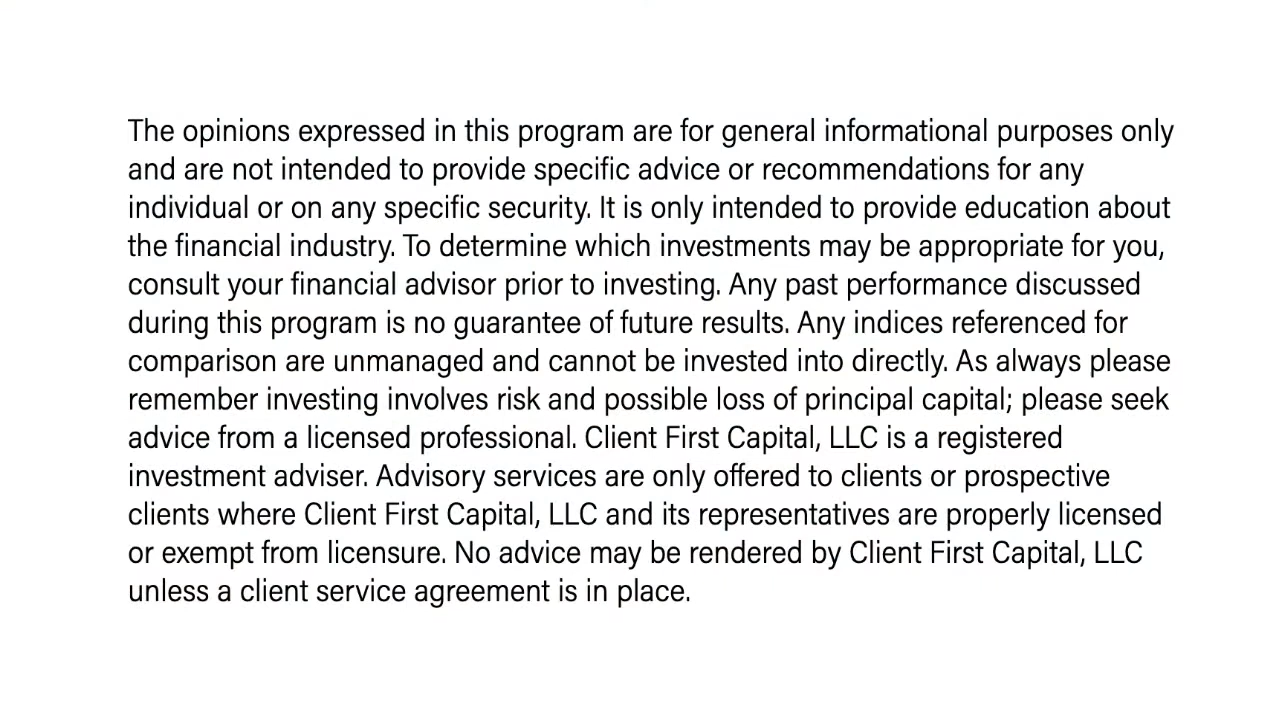 The opinions expressed in this program are for general informational purposes only
and are not intended to provide specific advice or recommendations for any
individual or on any specific security. It is only intended to provide education about
the financial industry. To determine which investments may be appropriate for you,
consult your financial advisor prior to investing. Any past performance discussed
during this program is no guarantee of future results. Any indices referenced for
comparison are unmanaged and cannot be invested into directly. As always please
remember investing involves risk and possible loss of principal capital; please seek
advice from a licensed professional. Client First Capital, LLC is a registered
investment adviser. Advisory services are only offered to clients or prospective
clients where Client First Capital, LLC and its representatives are properly licensed
or exempt from licensure. No advice may be rendered by Client First Capital, LLC
unless a client service agreement is in place.